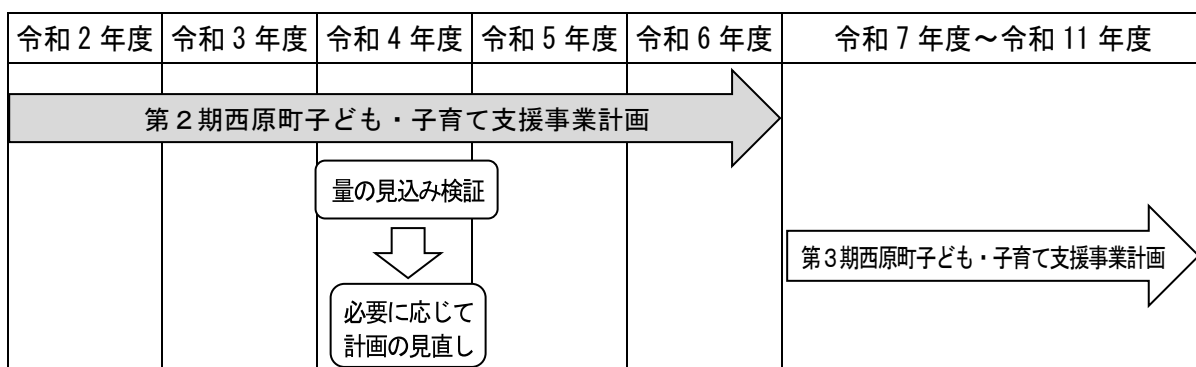 令和２年度 令和３年度 令和４年度 令和５年度 令和６年度 令和７年度～令和11年度
第２期西原町子ども・子育て支援事業計画
量の見込み検証
第３期西原町子ども・子育て支援事業計画
必要に応じて
計画の見直し